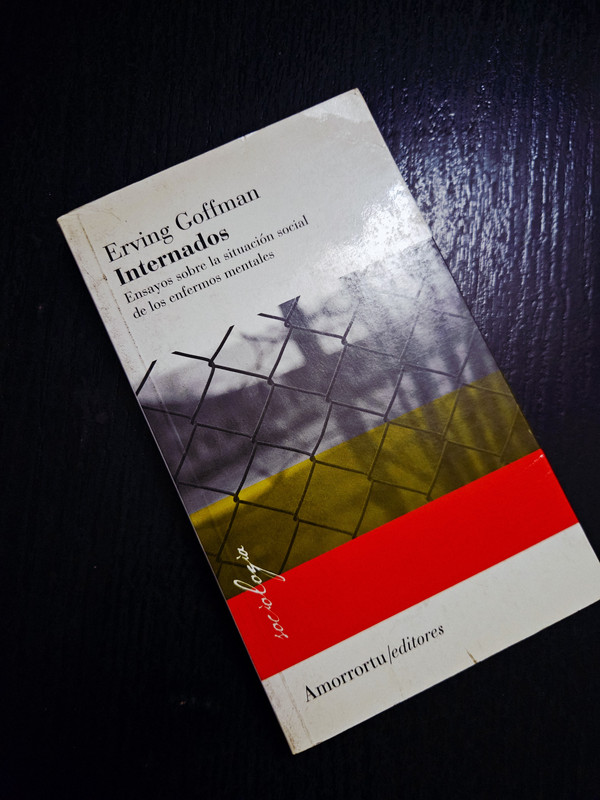 Erving Goffman
Internados
Ensayos sobre la situación social
de los enfermos mentales
sociología
Amorrortu/editores